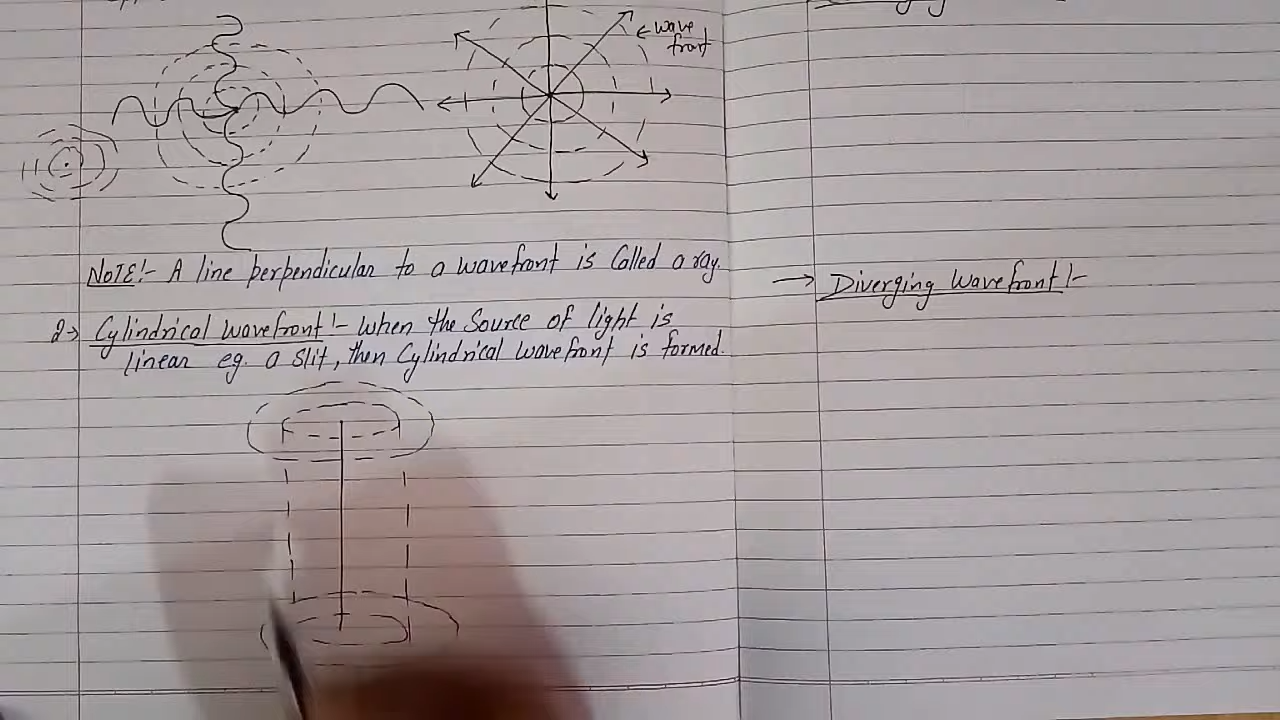 ← wave
front
NOTE!- A line perpendicular to a wavefront is Called a ray.
2→ Cylindrical wavefront!- When the Source of light is
linear eg. a slit, then Cylindrical wavefront is formed.
→ Diverging Wavefront!-